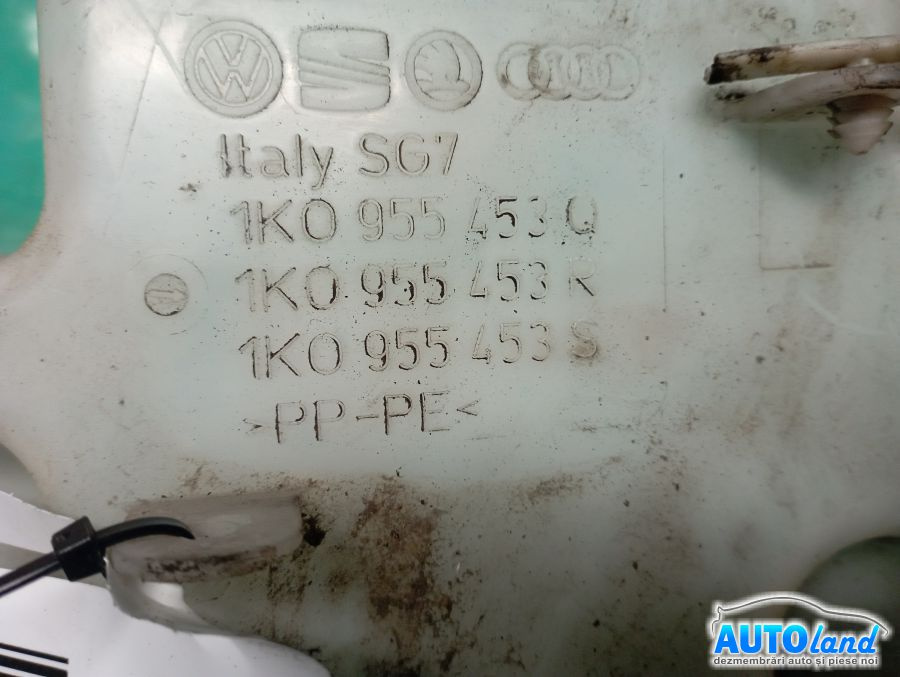 Italy SG7
1K0 955 453 Q
1K0 955 453 R
1K0 955 453 S
>PP-PE<
AUTOland
dezmembrări auto și piese noi